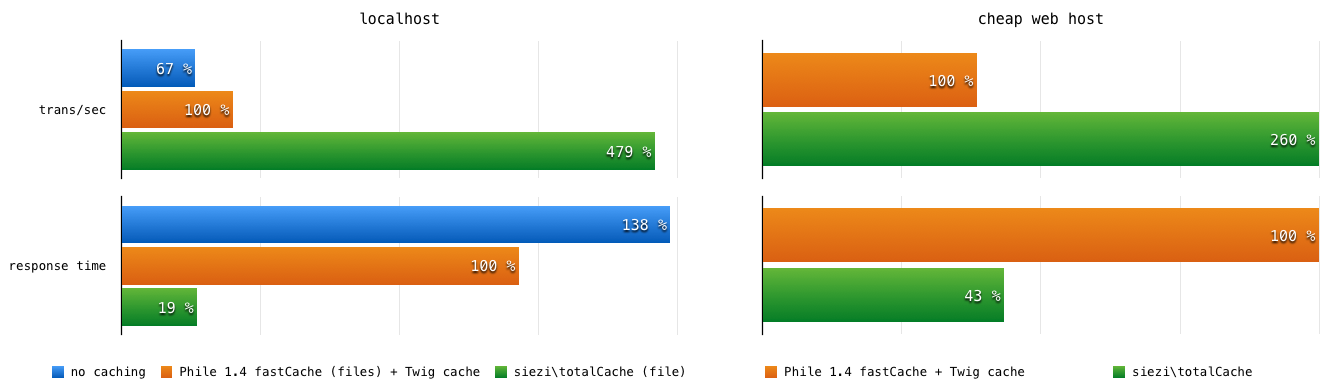 localhost
cheap web host
trans/sec
67 %
100 %
479 %
100 %
260 %
response time
138 %
100 %
19 %
100 %
43 %
no caching
Phile 1.4 fastCache (files) + Twig cache
siezi\totalCache (file)
Phile 1.4 fastCache + Twig cache
siezi\totalCache